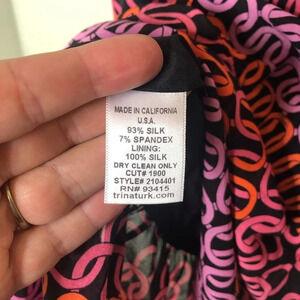 MADE IN CALIFORNIA
U.S.A.
93% SILK
7% SPANDEX
LINING:
100% SILK
DRY CLEAN ONLY
CUT# 1900
STYLE# 2104401
RN# 93415
trinaturk.com